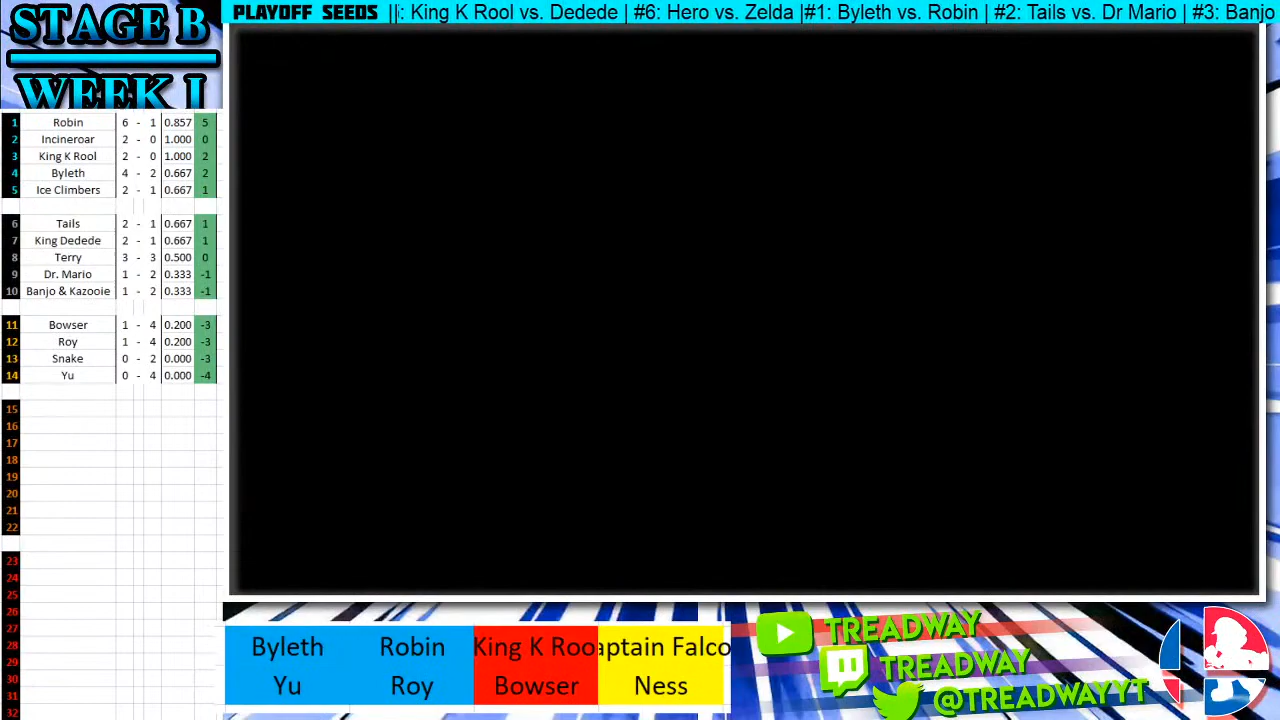 STAGE B
WEEK 1
PLAYOFF SEEDS ||: King K Rool vs. Dedede | #6: Hero vs. Zelda |#1: Byleth vs. Robin | #2: Tails vs. Dr Mario | #3: Banjo
1 Robin 6 - 1 0.857 5
2 Incineroar 2 - 0 1.000 0
3 King K Rool 2 - 0 1.000 2
4 Byleth 4 - 2 0.667 2
5 Ice Climbers 2 - 1 0.667 1
6 Tails 2 - 1 0.667 1
7 King Dedede 2 - 1 0.667 1
8 Terry 3 - 3 0.500 0
9 Dr. Mario 1 - 2 0.333 -1
10 Banjo & Kazooie 1 - 2 0.333 -1
11 Bowser 1 - 4 0.200 -3
12 Roy 1 - 4 0.200 -3
13 Snake 0 - 2 0.000 -3
14 Yu 0 - 4 0.000 -4
15
16
17
18
19
20
21
22
23
24
25
26
27
28
29
30
31
32
Byleth Robin King K Roo aptain Falco
Yu Roy Bowser Ness
TREADWAY
TREADWAY
@TREADWAYYT